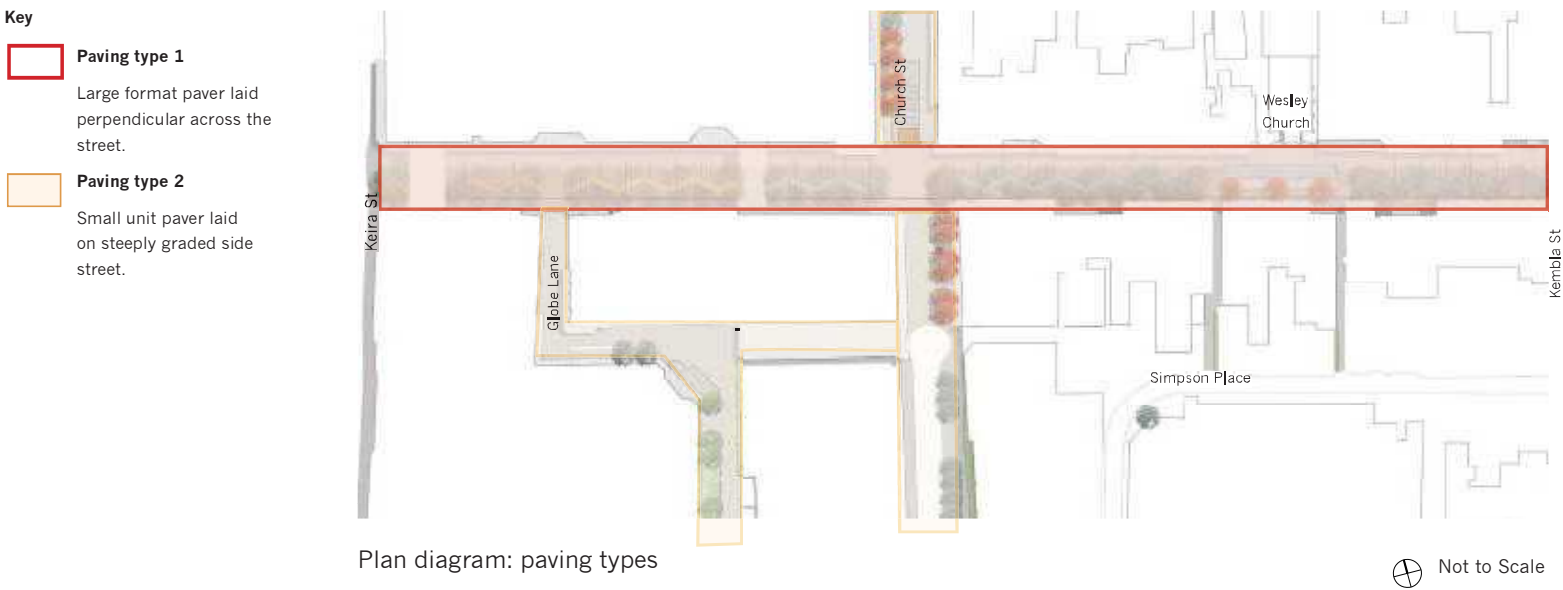 Key
Paving type 1
Large format paver laid
perpendicular across the
street.
Paving type 2
Small unit paver laid
on steeply graded side
street.
Church St
Wesley
Church
Keira St
Globe Lane
Kembla St
Simpson Place
Plan diagram: paving types
Not to Scale